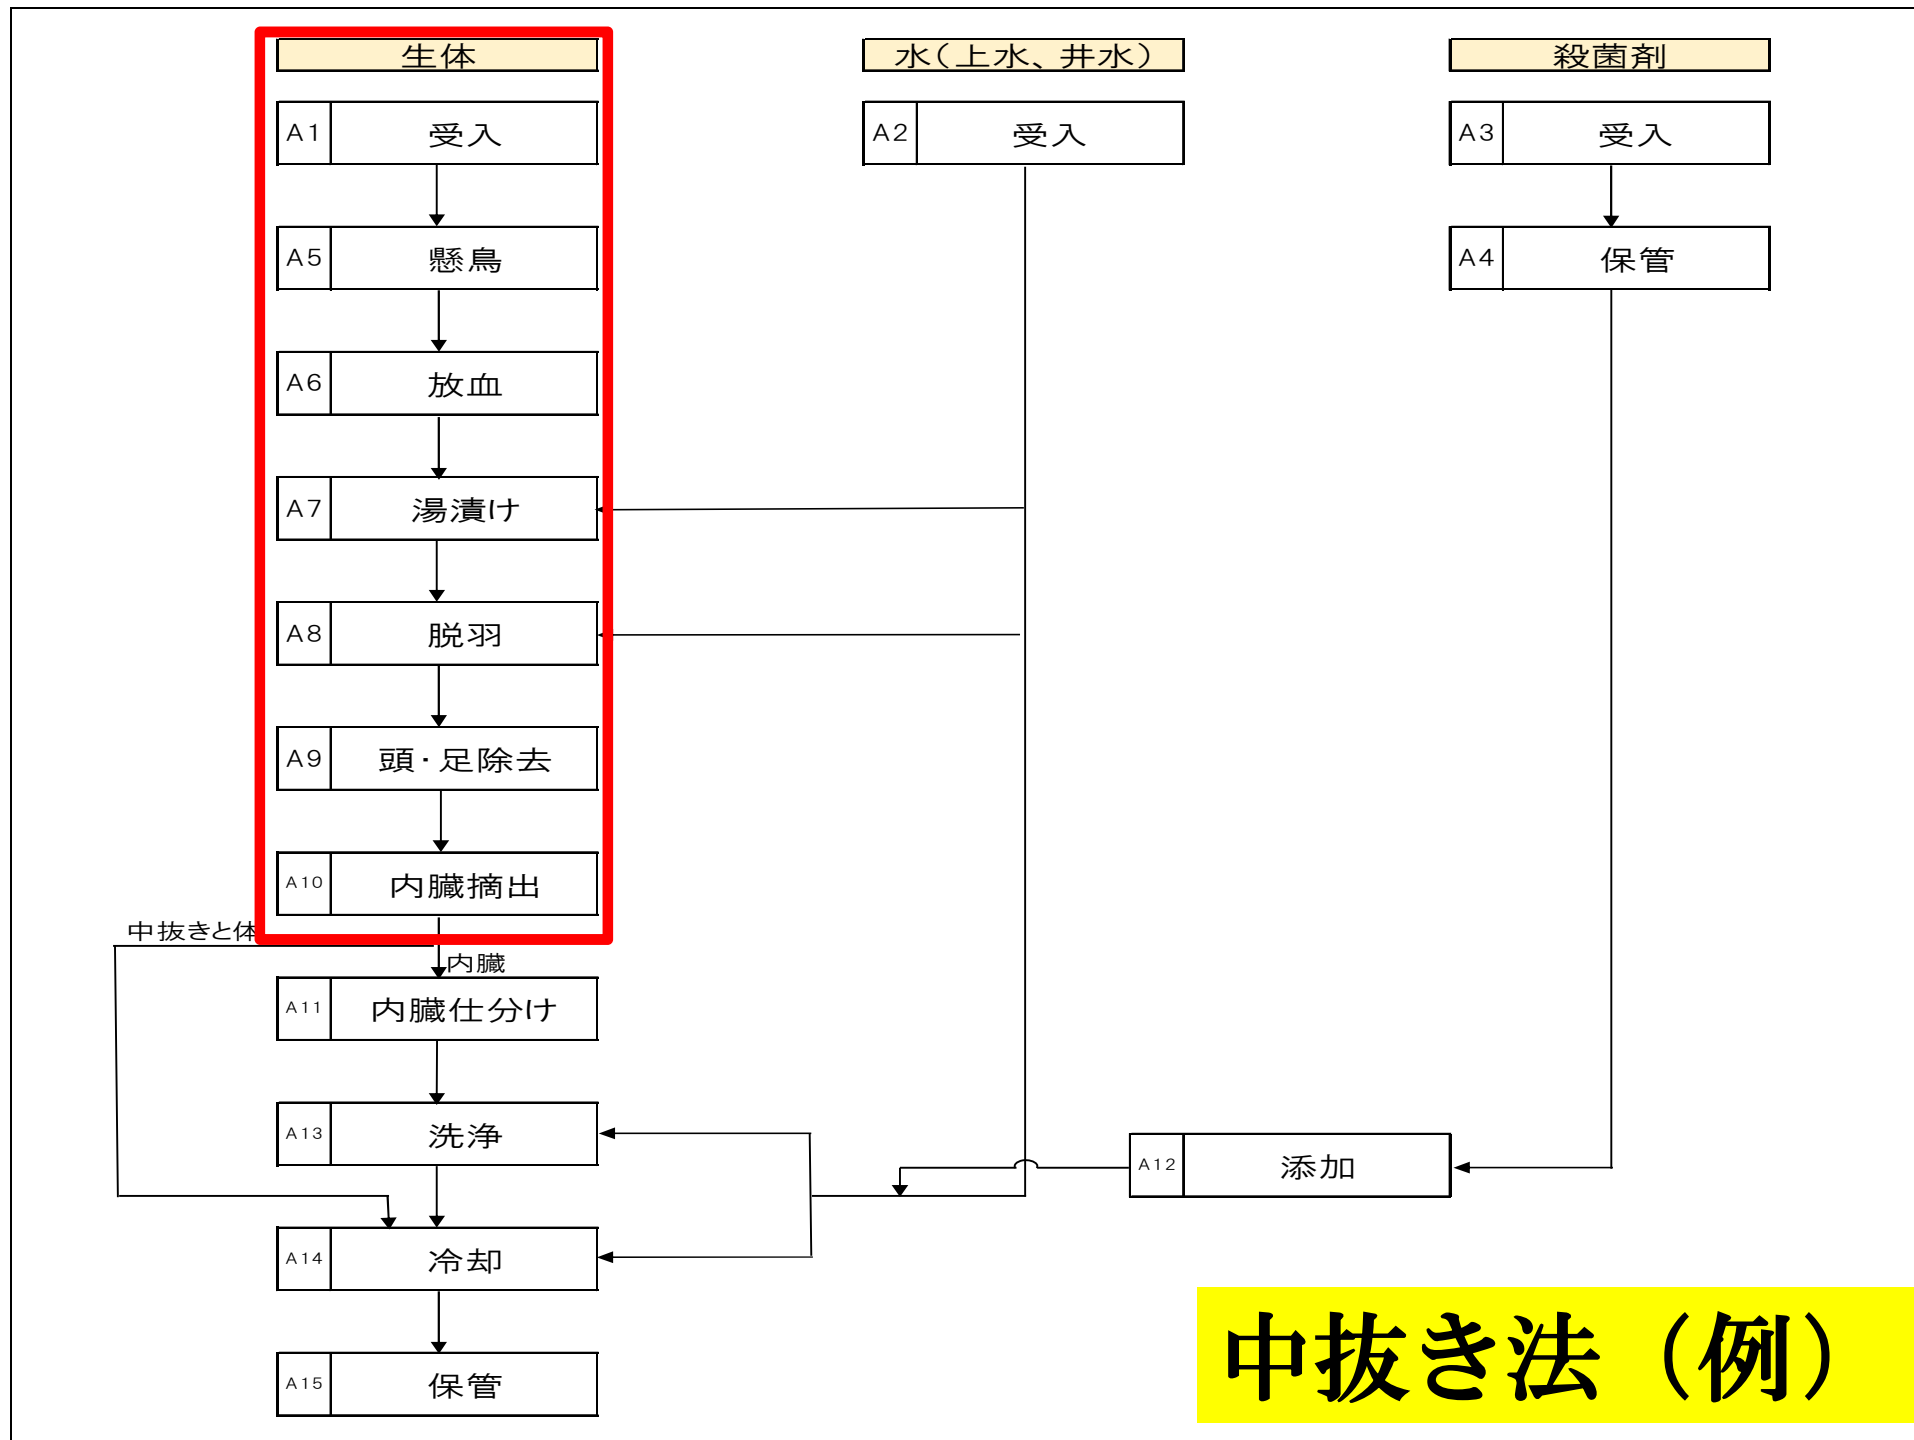 生体
水(上水、井水)
殺菌剤
A1 受入
A2 受入
A3 受入
A5 懸鳥
A4 保管
A6 放血
A7 湯漬け
A8 脱羽
A9 頭・足除去
A10 内臓摘出
中抜きと体
内臓
A11 内臓仕分け
A13 洗浄
A12 添加
A14 冷却
A15 保管
中抜き法（例）